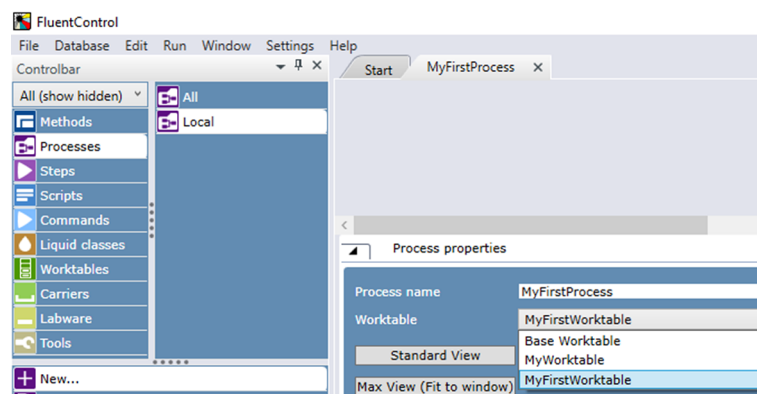 FluentControl
File Database Edit Run Window Settings Help
Controlbar
All (show hidden)
Methods
Processes
Steps
Scripts
Commands
Liquid classes
Worktables
Carriers
Labware
Tools
New...
All
Local
Start MyFirstProcess
Process properties
Process name MyFirstProcess
Worktable MyFirstWorktable
Base Worktable
MyWorktable
MyFirstWorktable
Standard View
Max View (Fit to window)